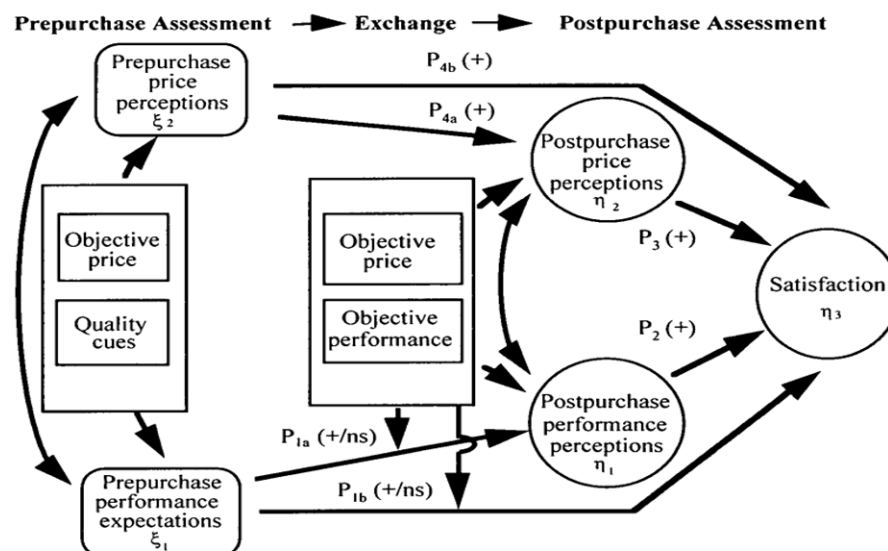 Prepurchase Assessment Exchange Postpurchase Assessment
Prepurchase
price
perceptions
ξ2
P4b (+)
P4a (+)
Postpurchase
price
perceptions
η2
Objective
price
Quality
cues
Objective
price
Objective
performance
P3 (+)
Satisfaction
η3
P2 (+)
Postpurchase
performance
perceptions
η1
P1a (+/ns)
P1b (+/ns)
Prepurchase
performance
expectations
ξ1